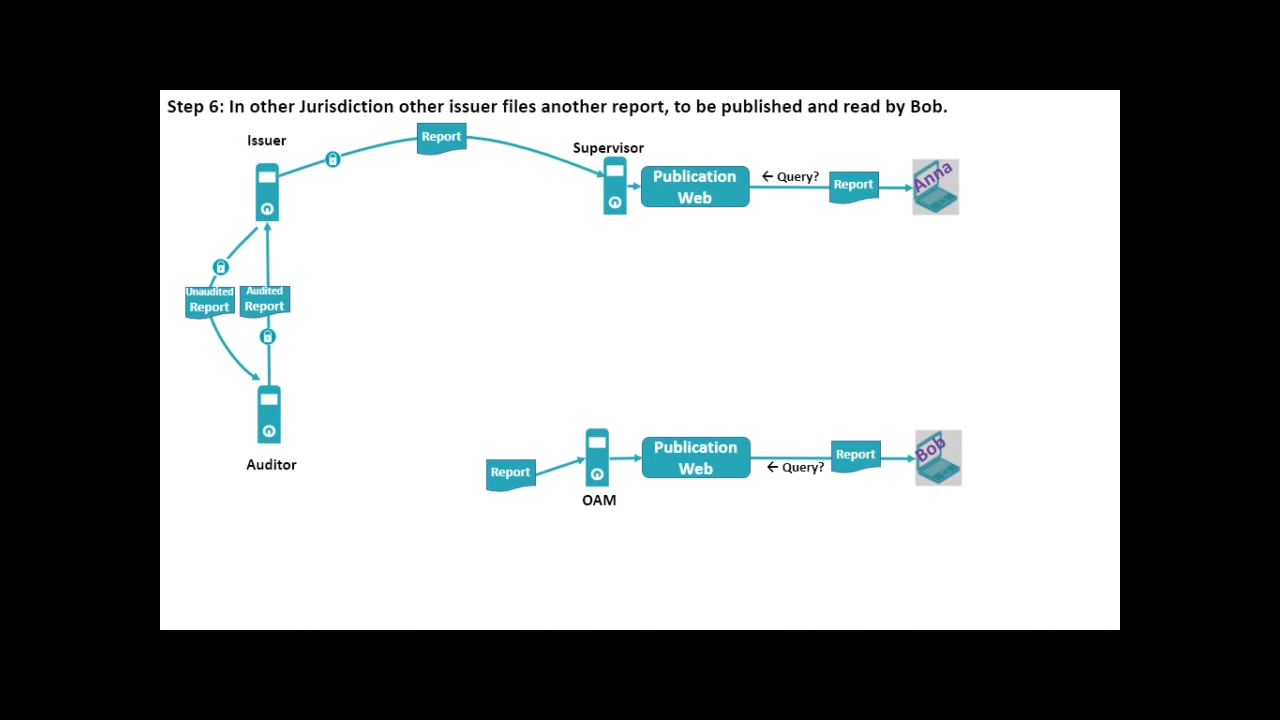 Step 6: In other Jurisdiction other issuer files another report, to be published and read by Bob.
Issuer
Report
Supervisor
Publication
Web
← Query?
Report
Anna
Unaudited
Report
Audited
Report
Auditor
Report
OAM
Publication
Web
← Query?
Report
Bob